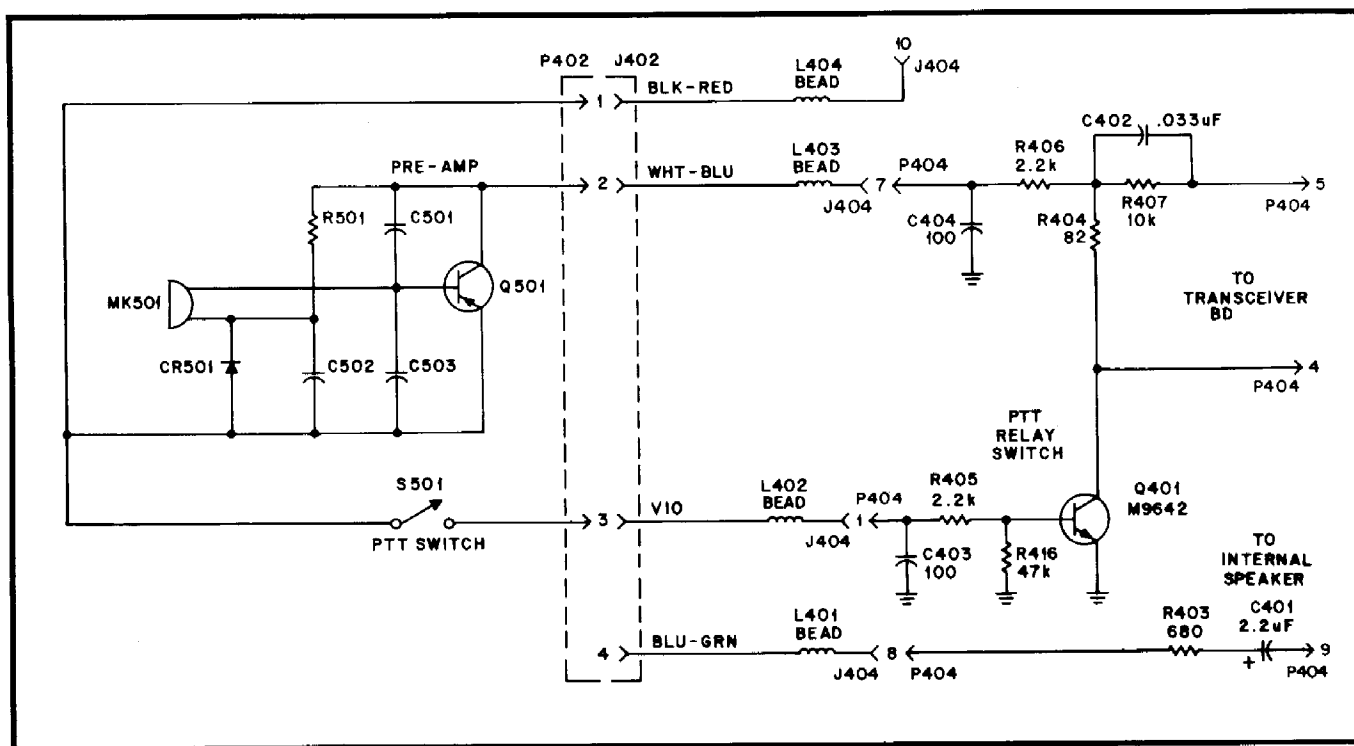 P402 J402
10
J404
L404
BEAD
1
BLK-RED
C402 .033uF
PRE-AMP
L403
BEAD
P404
R406
2.2k
2
WHT-BLU
7
J404
5
P404
R501
C501
C404
100
R404
82
R407
10k
MK501
Q501
TO
TRANSCEIVER
BD
CR501
C502
C503
4
P404
PTT
RELAY
SWITCH
S501
PTT SWITCH
3
V10
L402
BEAD
P404
1
J404
R405
2.2k
Q401
M9642
C403
100
R416
47k
TO
INTERNAL
SPEAKER
4
BLU-GRN
L401
BEAD
8
J404 P404
R403
680
C401
2.2uF
+
9
P404